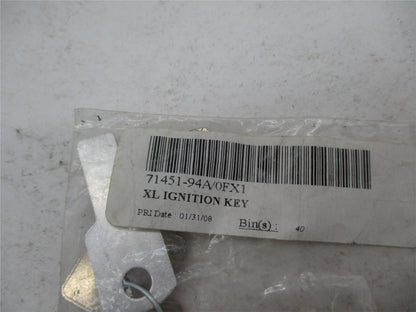 71451-94A/0FX1
XL IGNITION KEY
PRI Date 01/31/08 Bin(s) : 40